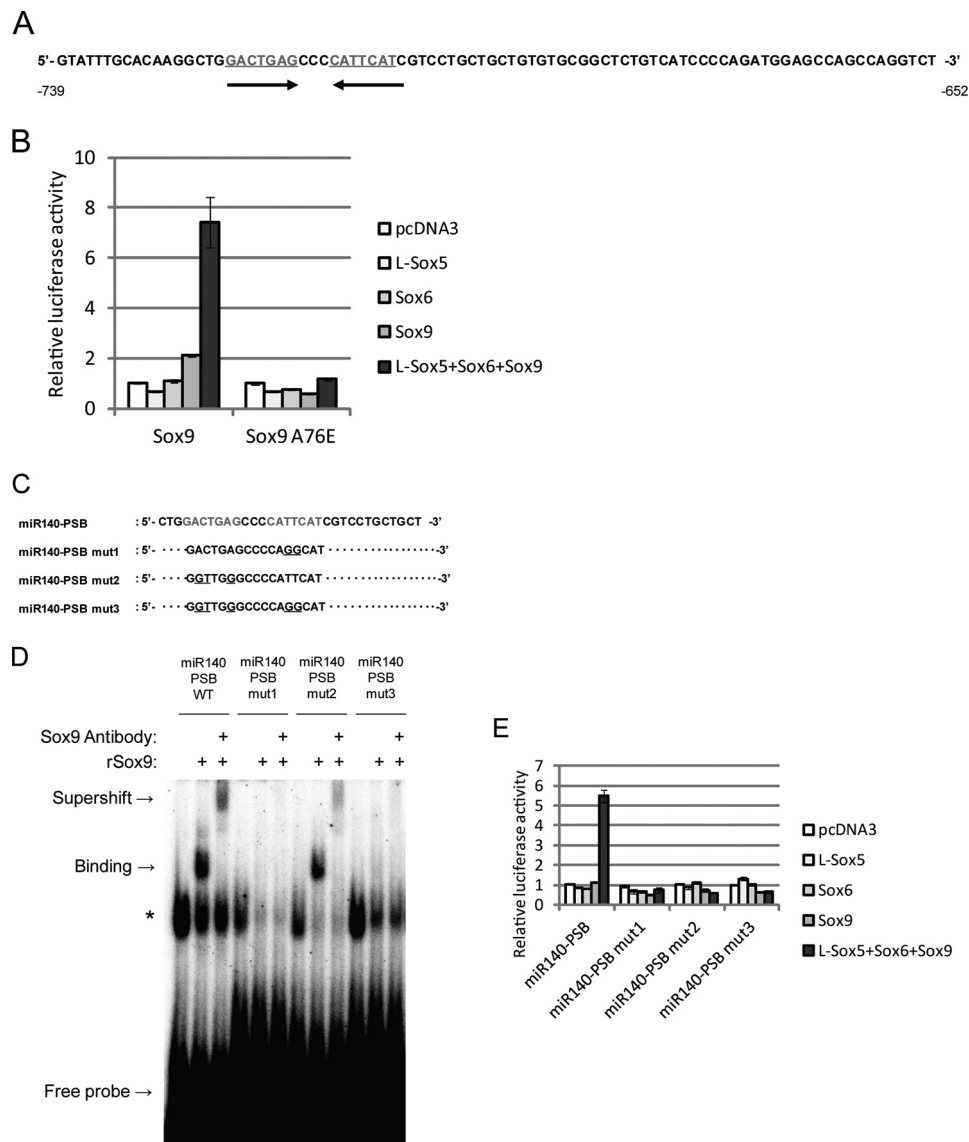 A
5'- GTATTTGCACAAGGCTGGACTGAGCCCCATTCATCGTCCTGCTGCTGTGTGCGGCTCTGTCATCCCCAGATGGAGCCAGCCAGGTCT -3'
-739 -652
B
Relative luciferase activity
10
8
6
4
2
0
Sox9 Sox9 A76E
pcDNA3
L-Sox5
Sox6
Sox9
L-Sox5+Sox6+Sox9
C
miR140-PSB : 5'- CTGGACTGAGCCCCATTCATCGTCCTGCTGCT -3'
miR140-PSB mut1 : 5'- ····GACTGAGCCCCAGGCAT·················-3'
miR140-PSB mut2 : 5'- ····GGTTGGGCCCCATTCAT·················-3'
miR140-PSB mut3 : 5'- ····GGTTGGGCCCCAGGCAT·················-3'
D
miR140 PSB WT
miR140 PSB mut1
miR140 PSB mut2
miR140 PSB mut3
Sox9 Antibody: + + + +
rSox9: + + + + + + + +
Supershift →
Binding →
*
Free probe →
E
Relative luciferase activity
7
6
5
4
3
2
1
0
miR140-PSB
miR140-PSB mut1
miR140-PSB mut2
miR140-PSB mut3
pcDNA3
L-Sox5
Sox6
Sox9
L-Sox5+Sox6+Sox9